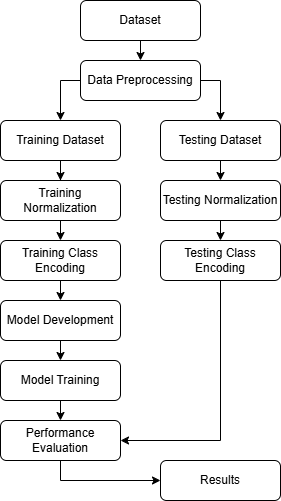 Dataset
Data Preprocessing
Training Dataset
Testing Dataset
Training
Normalization
Testing Normalization
Training Class
Encoding
Testing Class
Encoding
Model Development
Model Training
Performance
Evaluation
Results